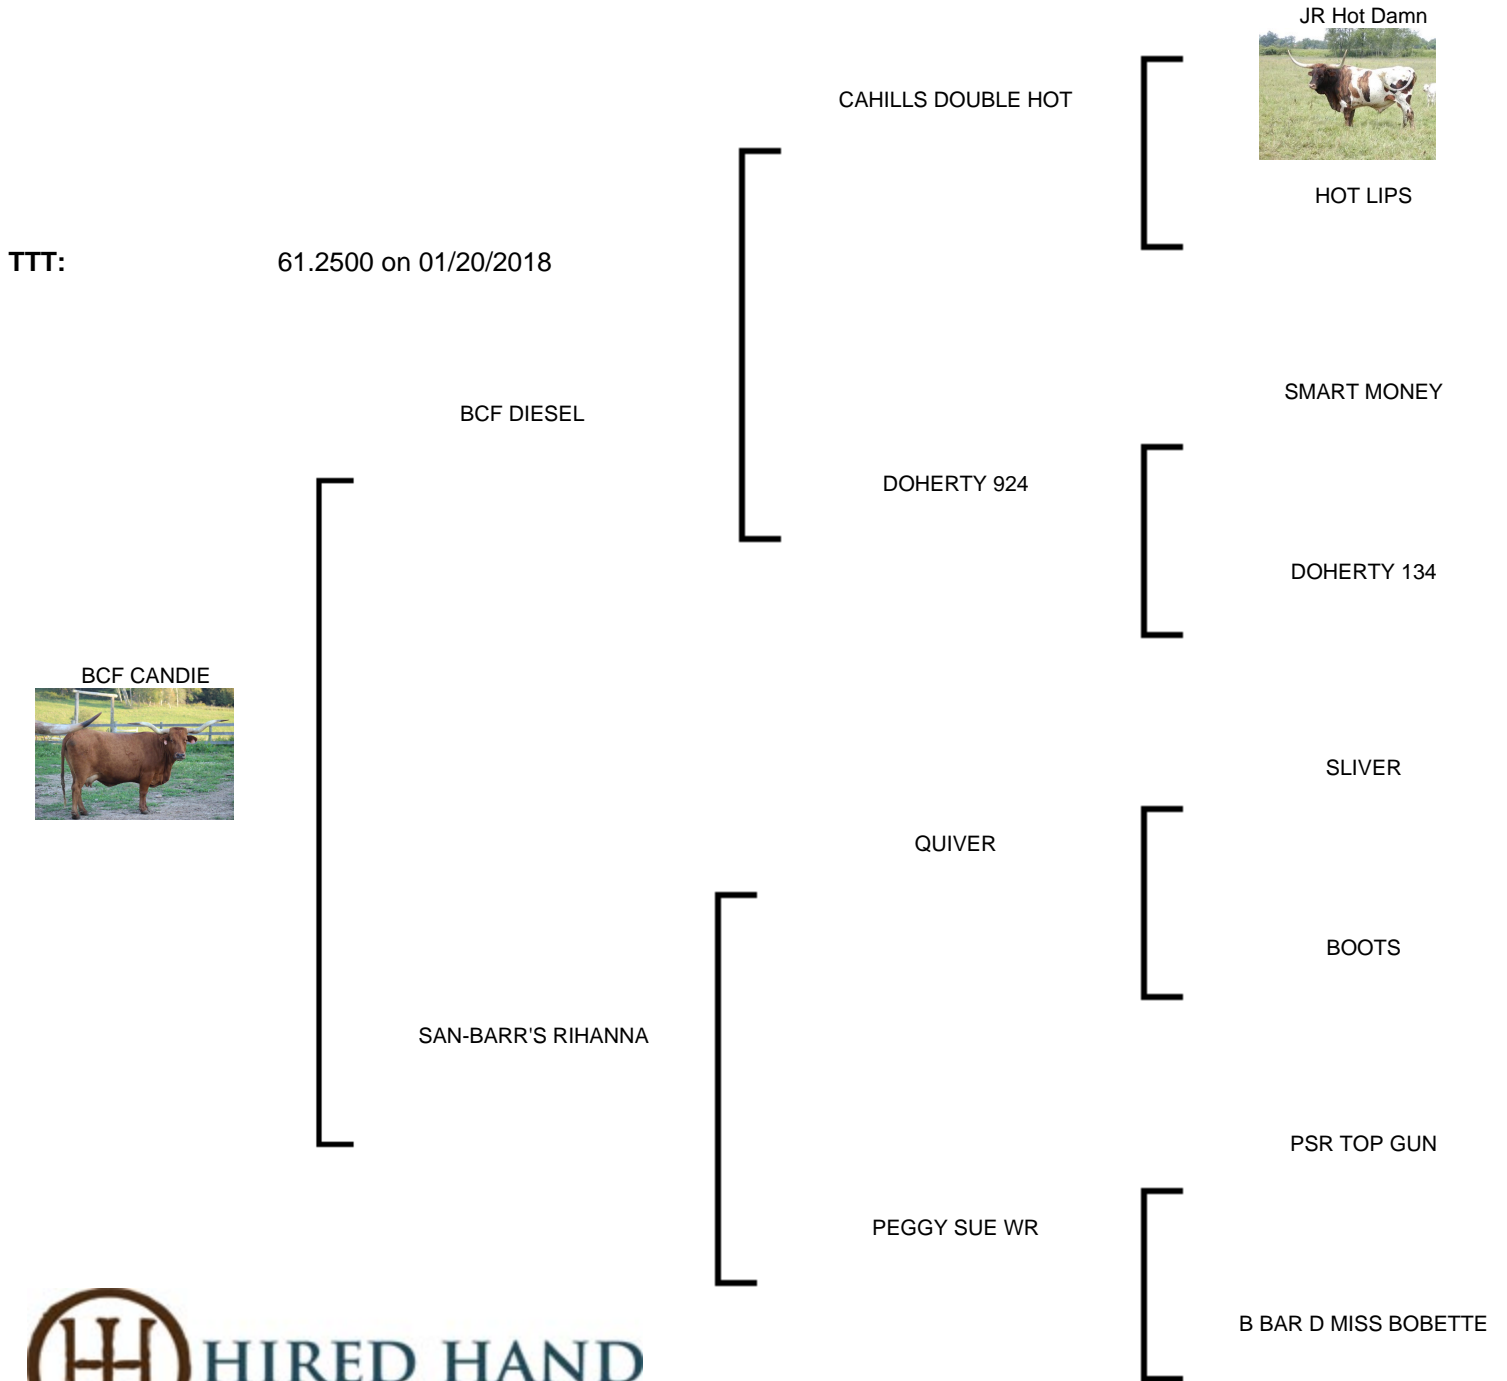 JR Hot Damn
CAHILLS DOUBLE HOT
HOT LIPS
TTT: 61.2500 on 01/20/2018
SMART MONEY
BCF DIESEL
DOHERTY 924
DOHERTY 134
BCF CANDIE
SLIVER
QUIVER
BOOTS
SAN-BARR'S RIHANNA
PSR TOP GUN
PEGGY SUE WR
B BAR D MISS BOBETTE
HIRED HAND